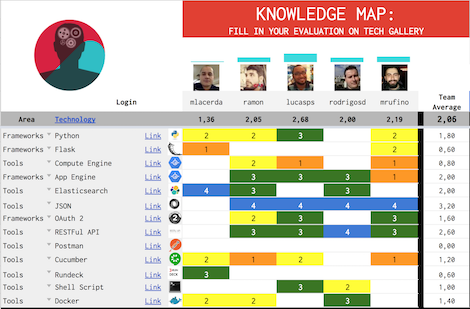 KNOWLEDGE MAP:
FILL IN YOUR EVALUATION ON TECH GALLERY
Login mlacerda ramon lucasps rodrigosd mrufino Team Average
Area Technology 1,36 2,05 2,68 2,00 2,19 2,06
Frameworks Python Link 2 2 3 2 1,80
Frameworks Flask Link 1 2 0,60
Tools Compute Engine Link 2 1 1 0,80
Frameworks App Engine Link 3 3 3 1 2,00
Tools Elasticsearch Link 4 3 3 2,00
Tools JSON Link 4 4 4 4 3,20
Frameworks OAuth 2 Link 2 2 3 3 1,60
Tools RESTFul API Link 3 3 4 3 2,60
Tools Postman Link 0,00
Tools Cucumber Link 2 1 2 1 1,20
Tools Rundeck Link 3 0,60
Tools Shell Script Link 3 2 1,00
Tools Docker Link 2 2 3 1,40